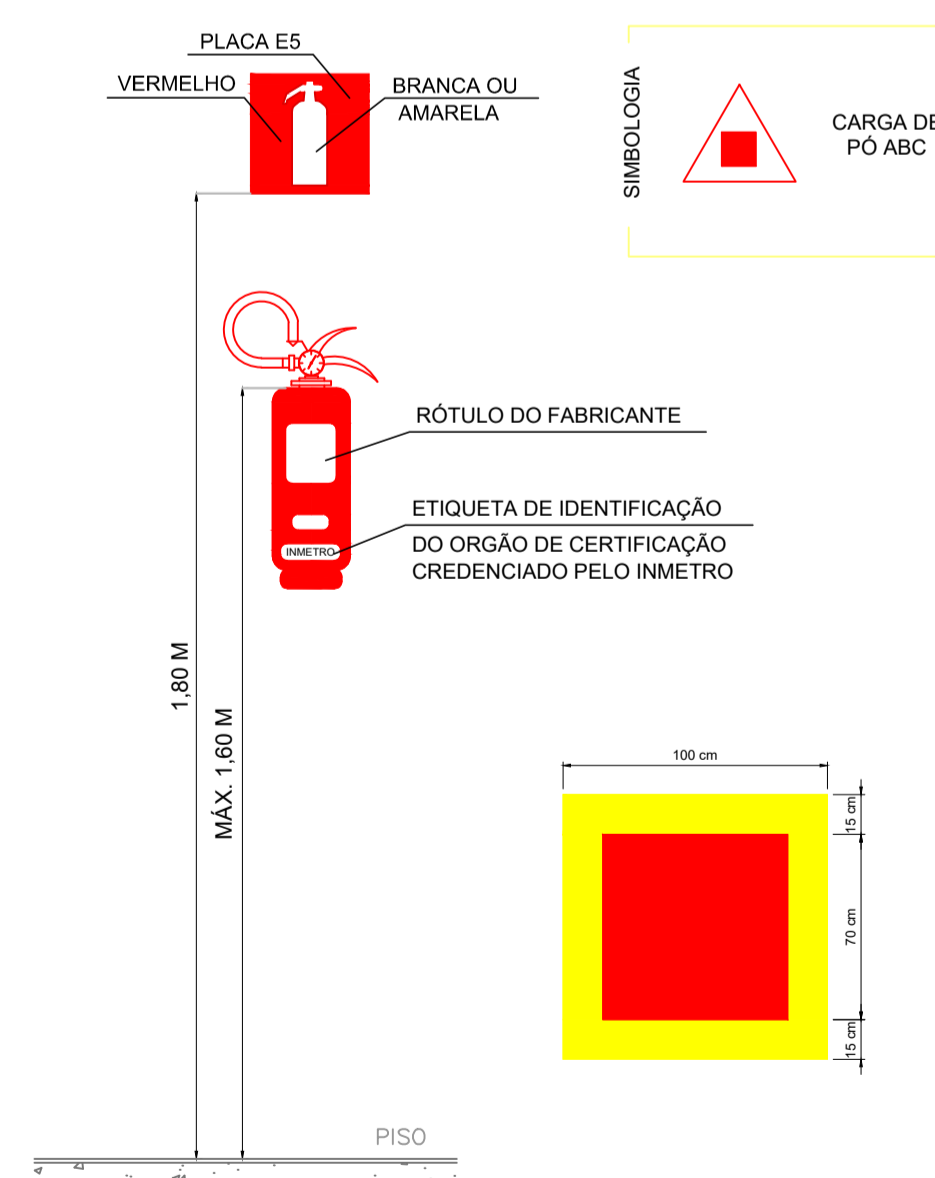 PLACA E5
VERMELHO
BRANCA OU
AMARELA
SIMBOLOGIA
CARGA DE
PÓ ABC
RÓTULO DO FABRICANTE
ETIQUETA DE IDENTIFICAÇÃO
DO ORGÃO DE CERTIFICAÇÃO
CREDENCIADO PELO INMETRO
INMETRO
1,80 M
MÁX. 1,60 M
100 cm
15 cm
70 cm
15 cm
PISO